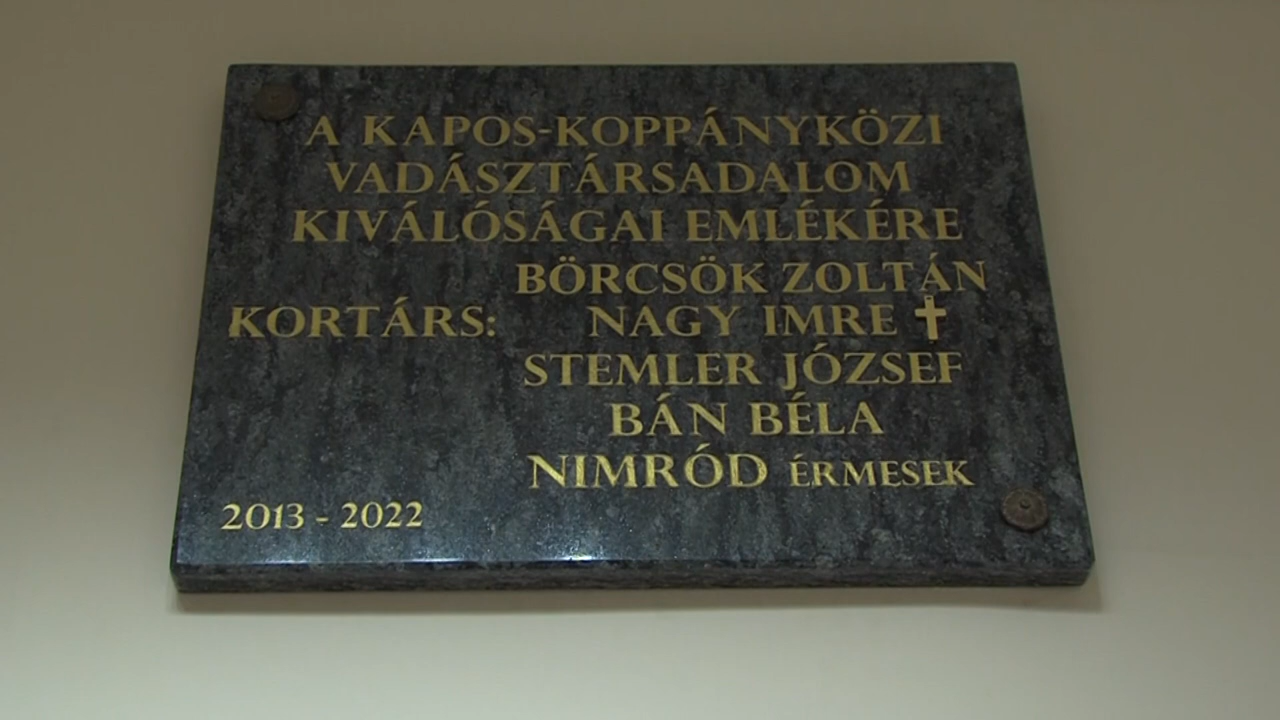 A KAPOS-KOPPÁNYKÖZI
VADÁSZTÁRSADALOM
KIVÁLÓSÁGAI EMLÉKÉRE
BÖRCSÖK ZOLTÁN
KORTÁRS: NAGY IMRE ✝
STEMLER JÓZSEF
BÁN BÉLA
NIMRÓD ÉRMESEK
2013 - 2022